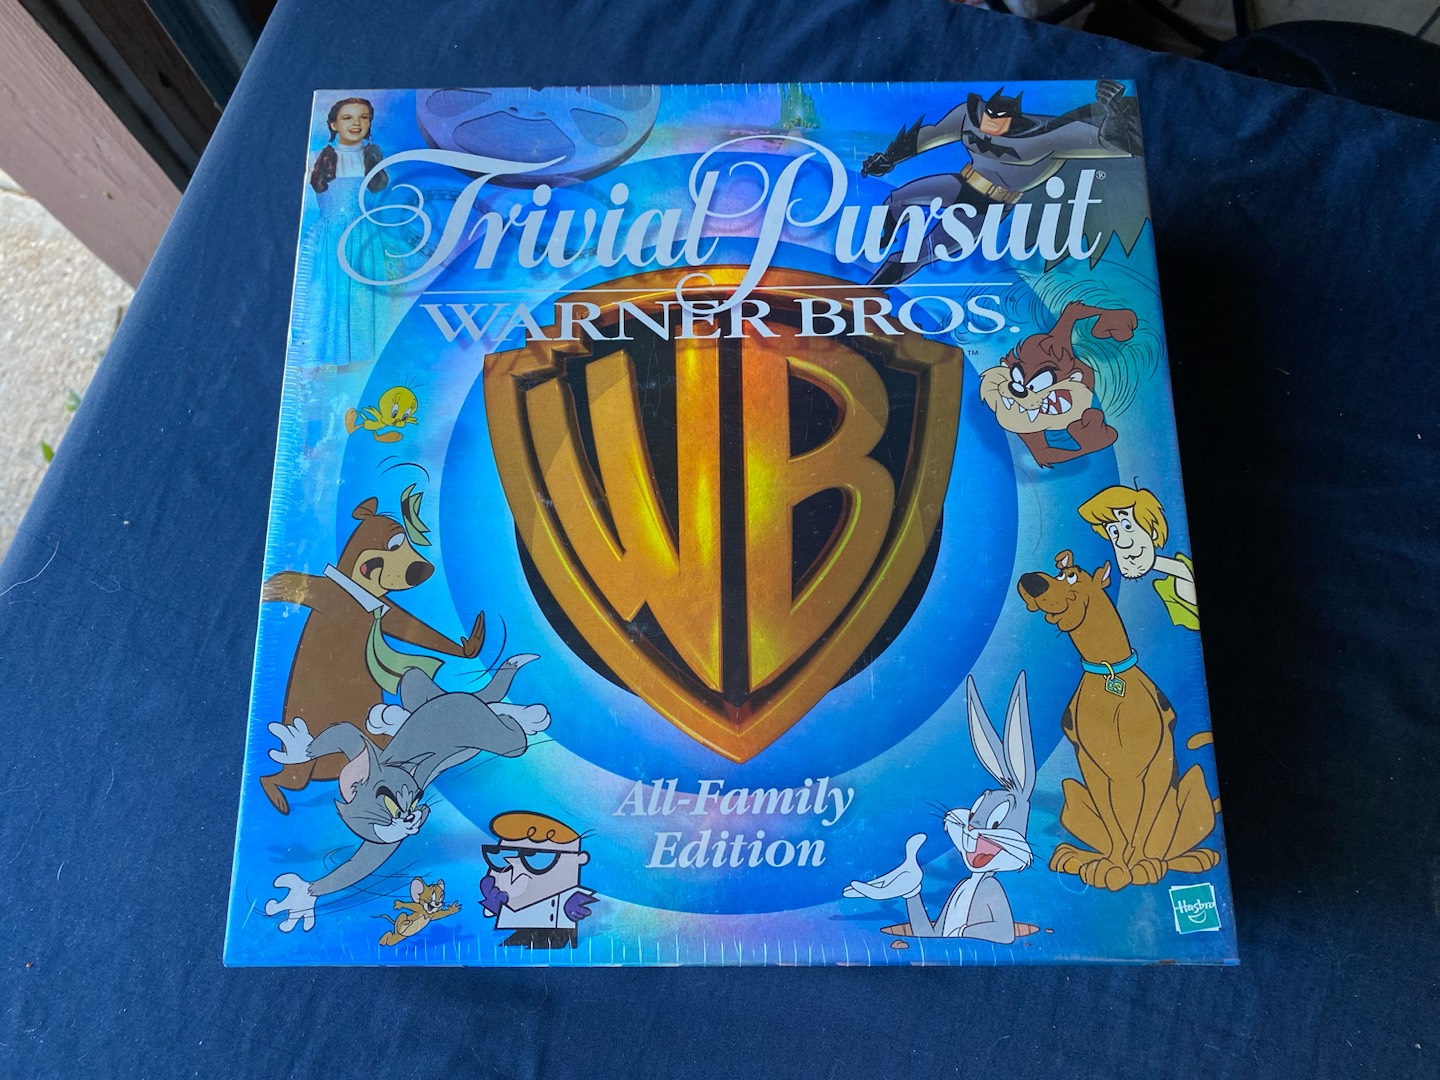 Trivial Pursuit®
WARNER BROS.
™
WB
All-Family
Edition
Hasbro